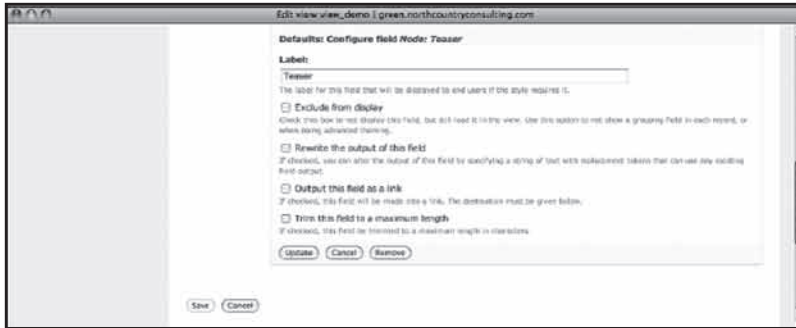 Edit view view_demo | green.northcountryconsulting.com
Defaults: Configure field Node: Teaser
Label:
Teaser
The label for this field that will be displayed to end users if the style requires it.
Exclude from display
Check this box to not display this field, but still load it in the view. Use this option to not show a grouping field in each record, or
when doing advanced theming.
Rewrite the output of this field
If checked, you can alter the output of this field by specifying a string of text with replacement tokens that can use any existing
field output.
Output this field as a link
If checked, this field will be made into a link. The destination must be given below.
Trim this field to a maximum length
If checked, this field be trimmed to a maximum length in characters.
Update Cancel Remove
Save Cancel